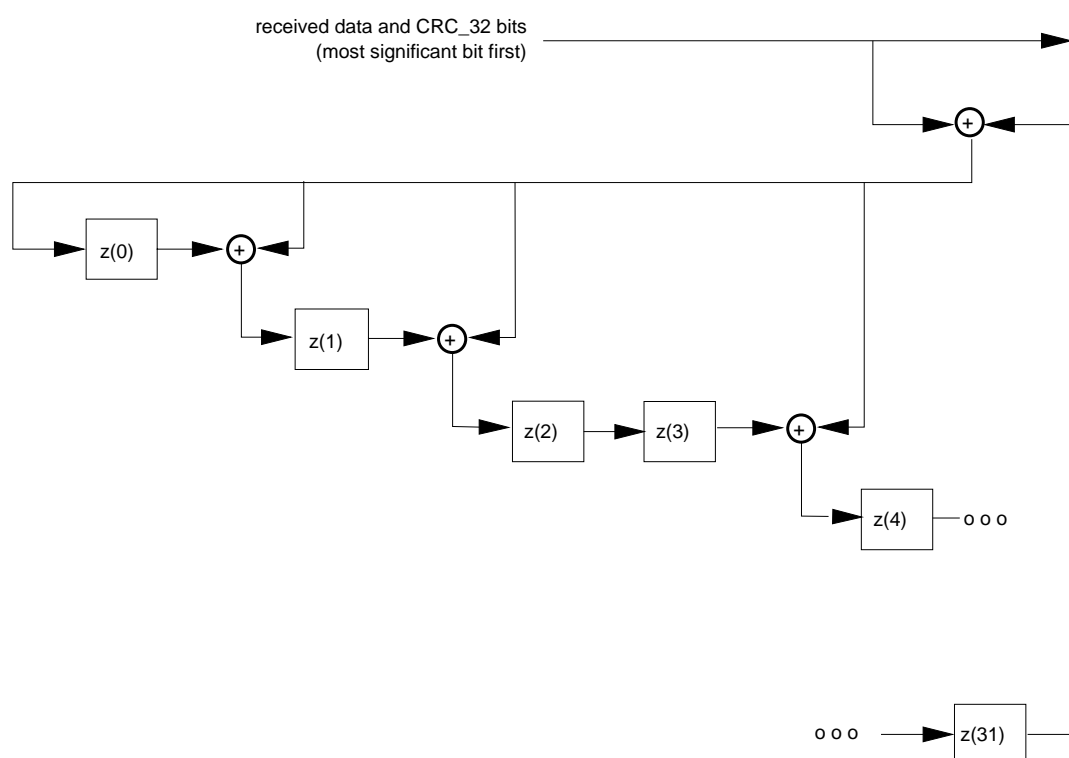 received data and CRC_32 bits
(most significant bit first)
+
z(0)
+
z(1)
+
z(2)
z(3)
+
z(4)
o o o
o o o
z(31)